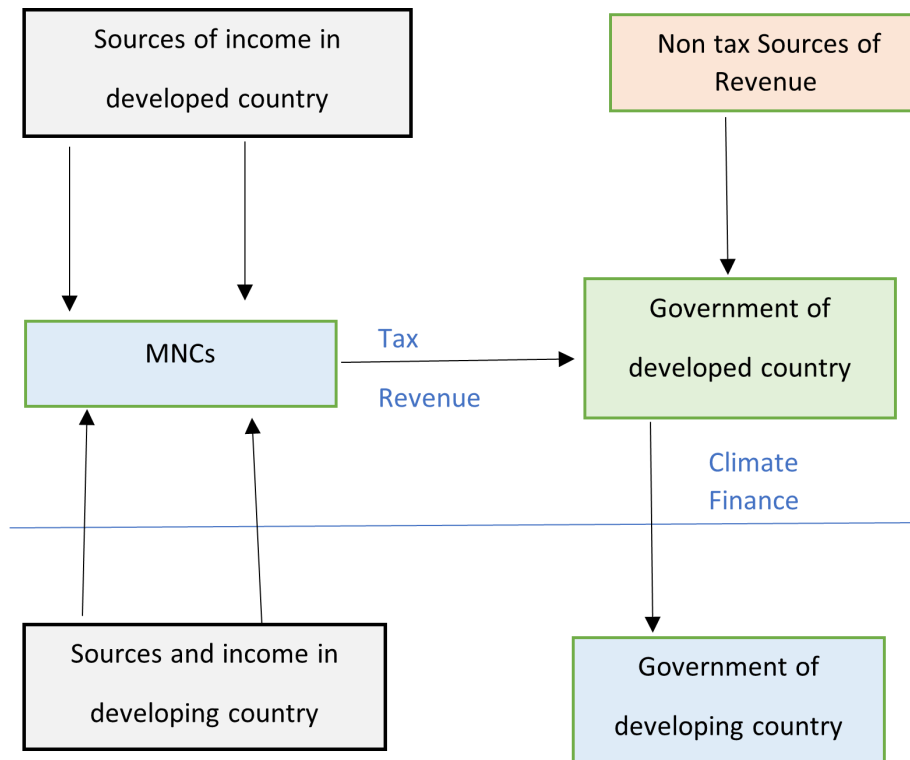 Sources of income in
developed country
Non tax Sources of
Revenue
MNCs
Tax
Revenue
Government of
developed country
Climate
Finance
Sources and income in
developing country
Government of
developing country